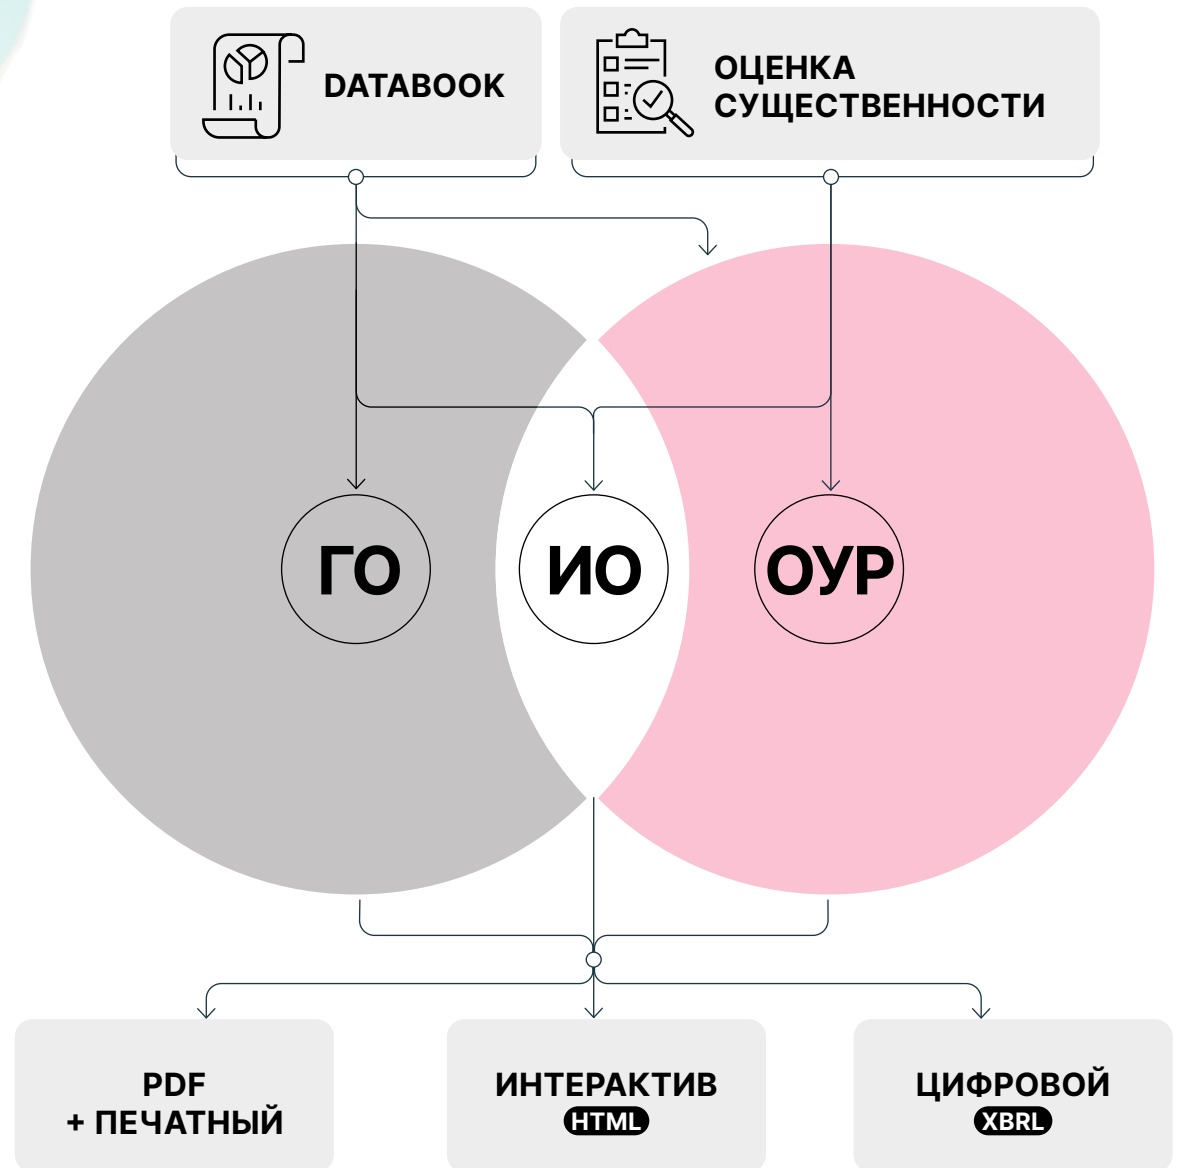 DATABOOK
ОЦЕНКА
СУЩЕСТВЕННОСТИ
ГО
ИО
ОУР
PDF
+ ПЕЧАТНЫЙ
ИНТЕРАКТИВ
HTML
ЦИФРОВОЙ
XBRL